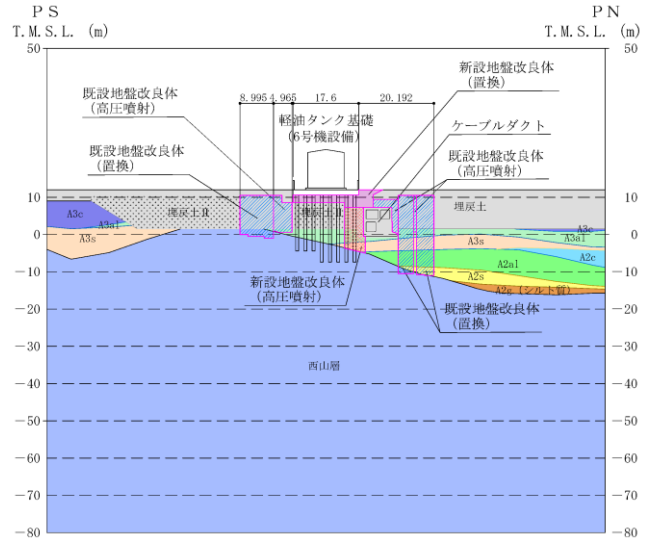 PS
PN
T.M.S.L. (m)
T.M.S.L. (m)
50
50
新設地盤改良体
(置換)
既設地盤改良体
(高圧噴射)
8.995
4.965
17.6
20.192
軽油タンク基礎
(6号機設備)
ケーブルダクト
既設地盤改良体
(置換)
既設地盤改良体
(高圧噴射)
10
10
A3c
埋戻土Ⅱ
埋戻土Ⅱ
埋戻土
A3al
A3c
0
0
A3s
A3s
A3al
A2c
-10
-10
A2al
A2s
A2c (シルト質)
新設地盤改良体
(高圧噴射)
既設地盤改良体
(置換)
-20
-20
-30
-30
西山層
-40
-40
-50
-50
-60
-60
-70
-70
-80
-80